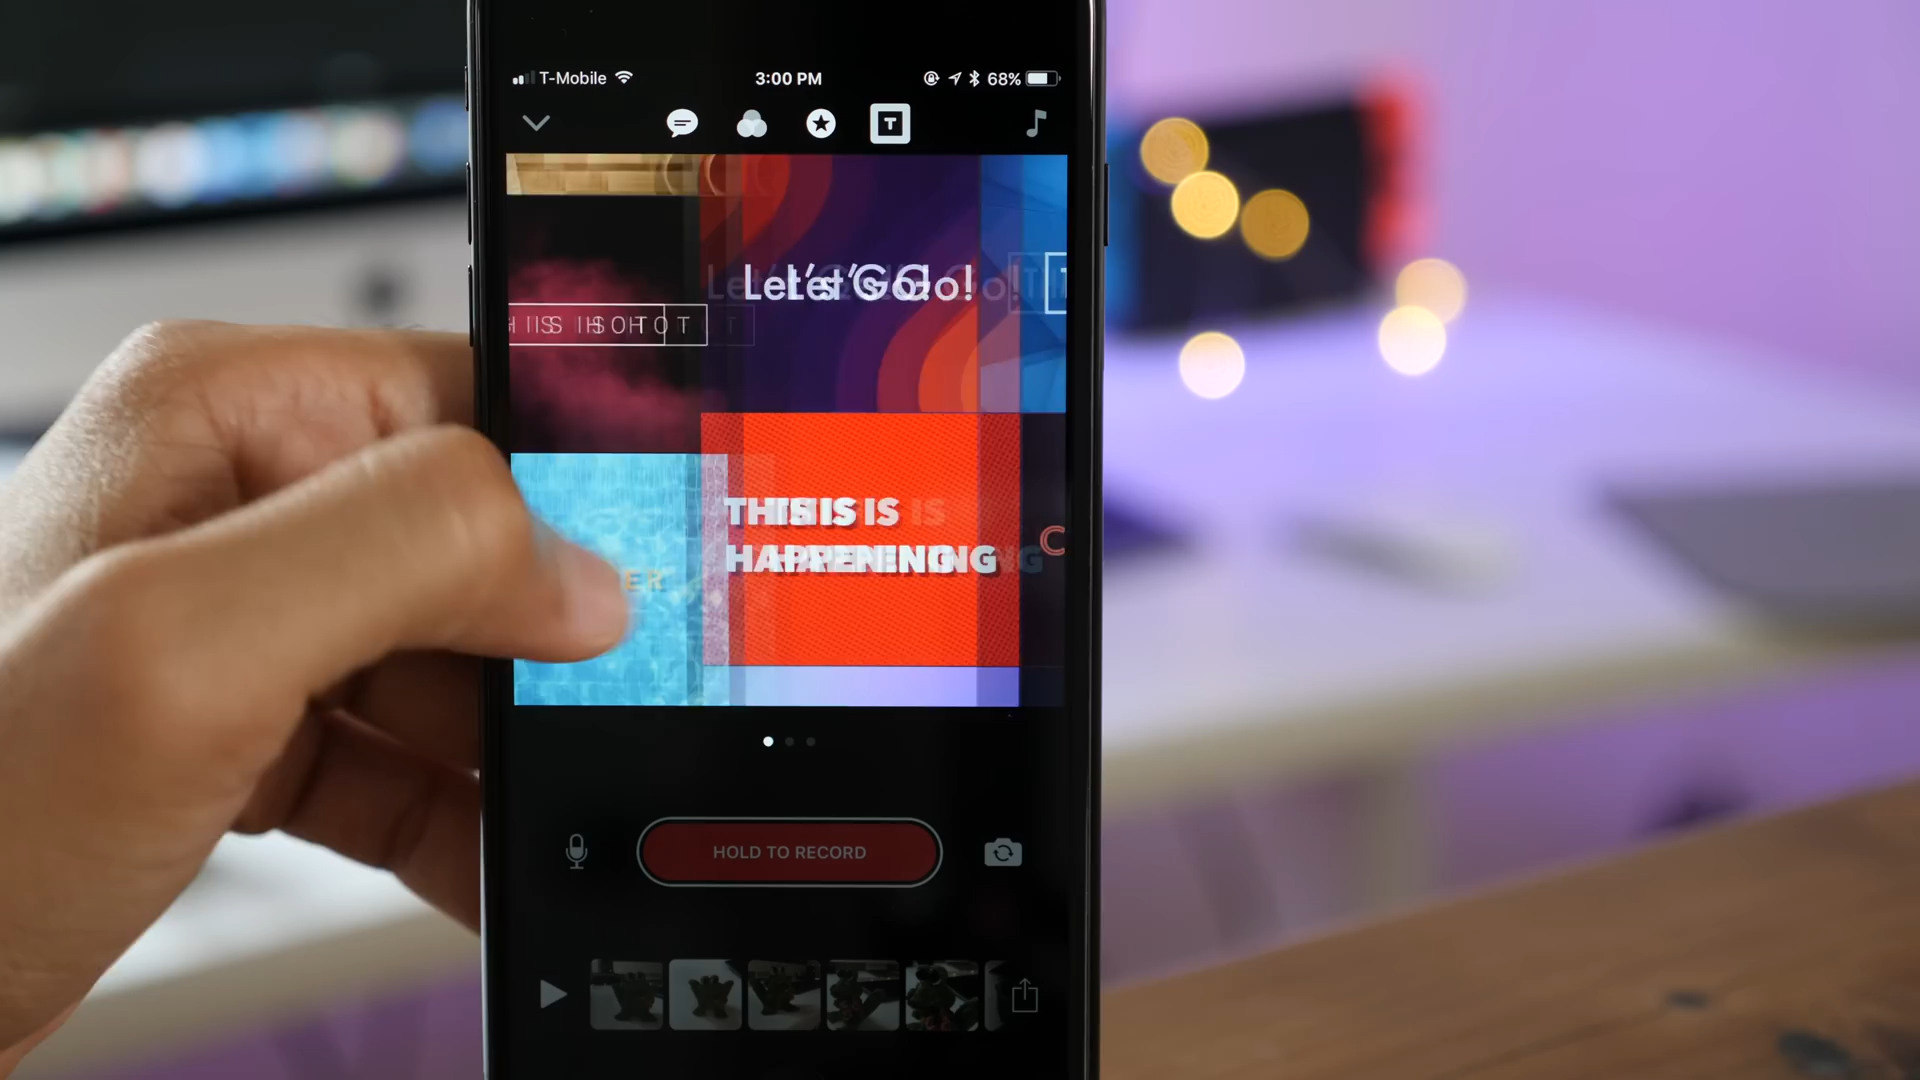 T-Mobile 3:00 PM 68%
T
Let's Go!
THIS IS
HAPPENING
HOLD TO RECORD